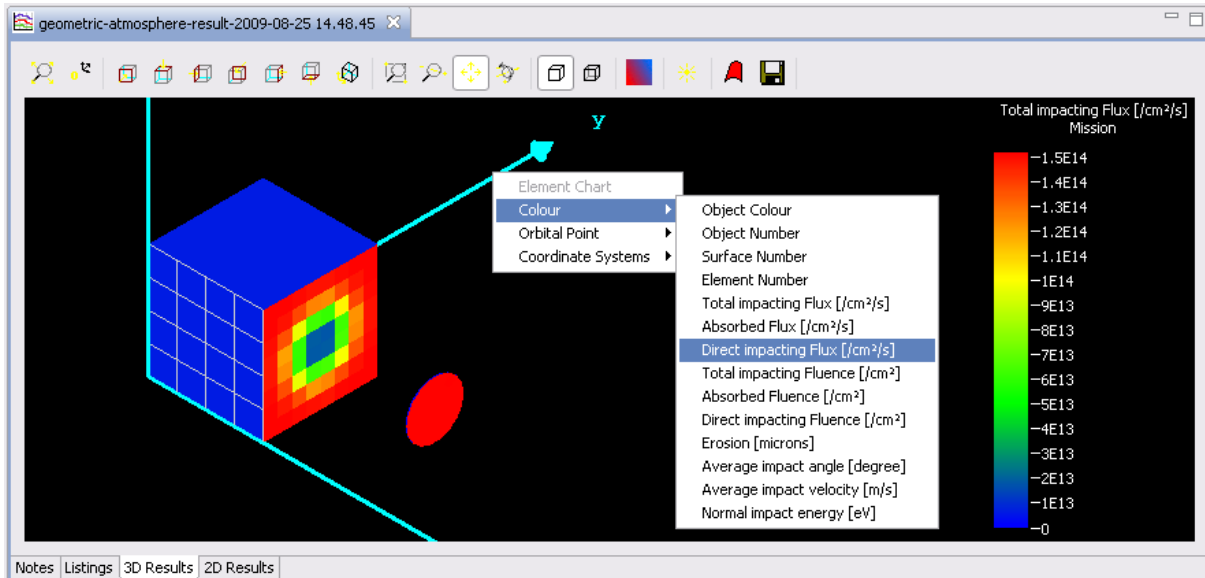 geometric-atmosphere-result-2009-08-25 14.48.45
Total impacting Flux [/cm²/s]
Mission
y
Element Chart
Colour
Orbital Point
Coordinate Systems
Object Colour
Object Number
Surface Number
Element Number
Total impacting Flux [/cm²/s]
Absorbed Flux [/cm²/s]
Direct impacting Flux [/cm²/s]
Total impacting Fluence [/cm²]
Absorbed Fluence [/cm²]
Direct impacting Fluence [/cm²]
Erosion [microns]
Average impact angle [degree]
Average impact velocity [m/s]
Normal impact energy [eV]
1.5E14
1.4E14
1.3E14
1.2E14
1.1E14
1E14
9E13
8E13
7E13
6E13
5E13
4E13
3E13
2E13
1E13
0
Notes
Listings
3D Results
2D Results